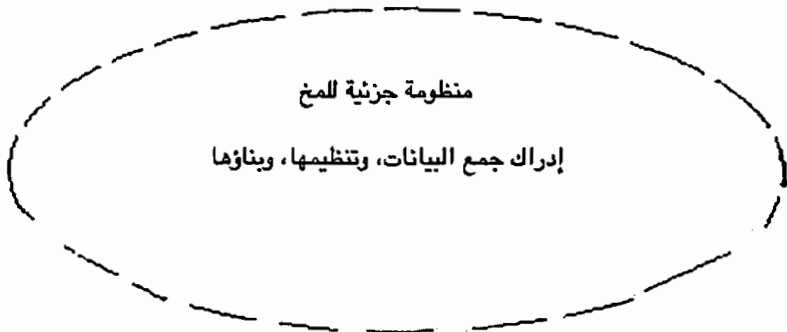 منظومة جزئية للمخ
إدراك جمع البيانات، وتنظيمها، وبناؤها